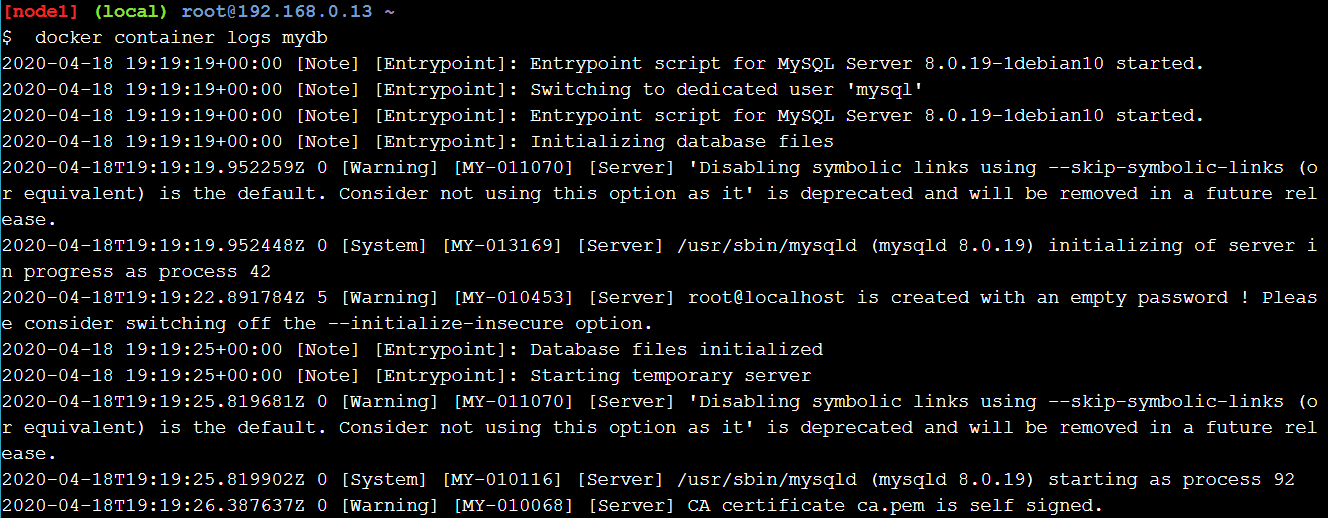 [node1] (local) root@192.168.0.13 ~
$  docker container logs mydb
2020-04-18 19:19:19+00:00 [Note] [Entrypoint]: Entrypoint script for MySQL Server 8.0.19-1debian10 started.
2020-04-18 19:19:19+00:00 [Note] [Entrypoint]: Switching to dedicated user 'mysql'
2020-04-18 19:19:19+00:00 [Note] [Entrypoint]: Entrypoint script for MySQL Server 8.0.19-1debian10 started.
2020-04-18 19:19:19+00:00 [Note] [Entrypoint]: Initializing database files
2020-04-18T19:19:19.952259Z 0 [Warning] [MY-011070] [Server] 'Disabling symbolic links using --skip-symbolic-links (o
r equivalent) is the default. Consider not using this option as it' is deprecated and will be removed in a future rel
ease.
2020-04-18T19:19:19.952448Z 0 [System] [MY-013169] [Server] /usr/sbin/mysqld (mysqld 8.0.19) initializing of server i
n progress as process 42
2020-04-18T19:19:22.891784Z 5 [Warning] [MY-010453] [Server] root@localhost is created with an empty password ! Pleas
e consider switching off the --initialize-insecure option.
2020-04-18 19:19:25+00:00 [Note] [Entrypoint]: Database files initialized
2020-04-18 19:19:25+00:00 [Note] [Entrypoint]: Starting temporary server
2020-04-18T19:19:25.819681Z 0 [Warning] [MY-011070] [Server] 'Disabling symbolic links using --skip-symbolic-links (o
r equivalent) is the default. Consider not using this option as it' is deprecated and will be removed in a future rel
ease.
2020-04-18T19:19:25.819902Z 0 [System] [MY-010116] [Server] /usr/sbin/mysqld (mysqld 8.0.19) starting as process 92
2020-04-18T19:19:26.387637Z 0 [Warning] [MY-010068] [Server] CA certificate ca.pem is self signed.